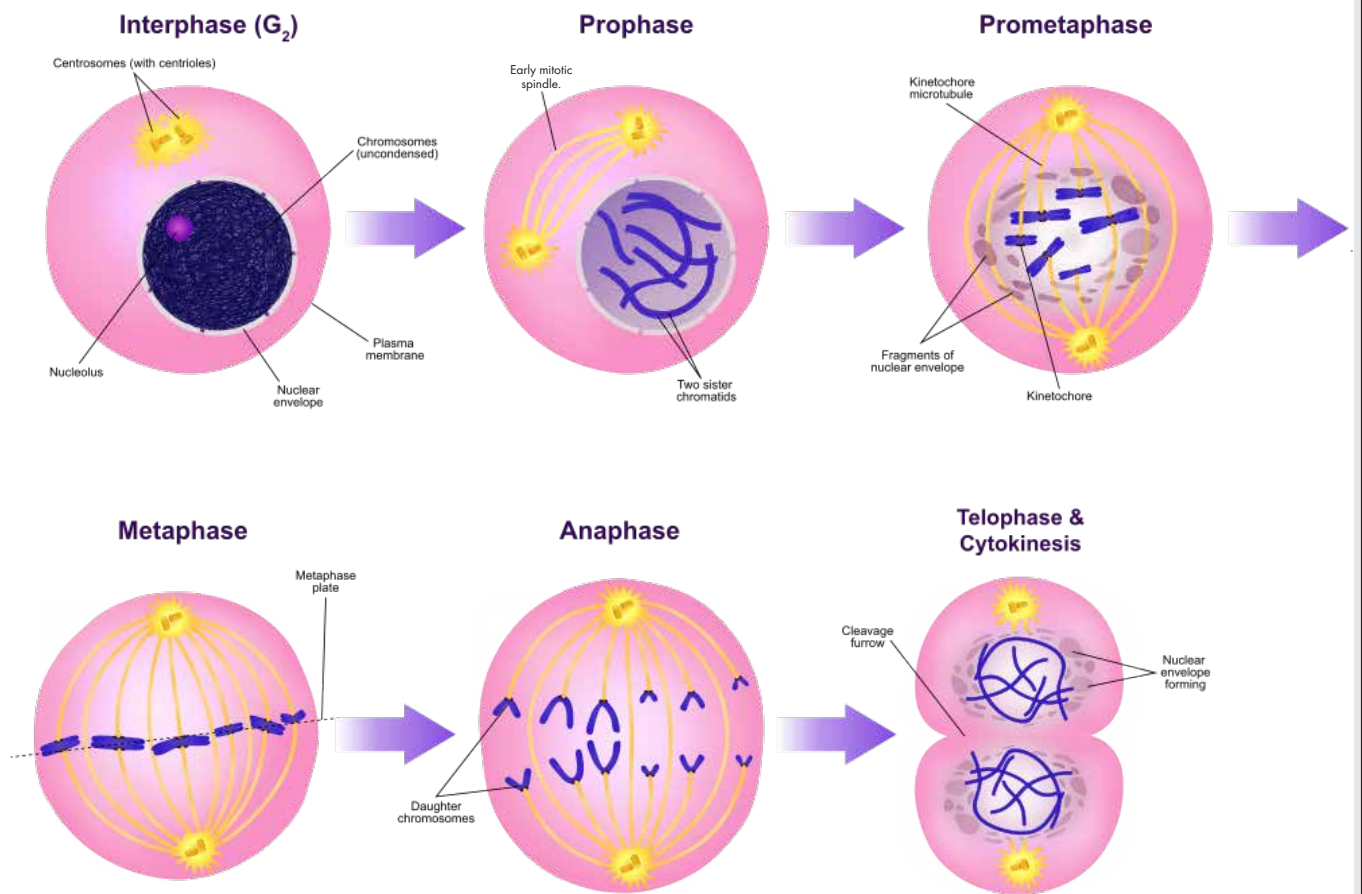 Interphase (G₂)
Centrosomes (with centrioles)
Chromosomes
(uncondensed)
Plasma
membrane
Nucleolus
Nuclear
envelope
Prophase
Early mitotic
spindle.
Two sister
chromatids
Prometaphase
Kinetochore
microtubule
Fragments of
nuclear envelope
Kinetochore
Metaphase
Metaphase
plate
Anaphase
Daughter
chromosomes
Telophase &
Cytokinesis
Cleavage
furrow
Nuclear
envelope
forming